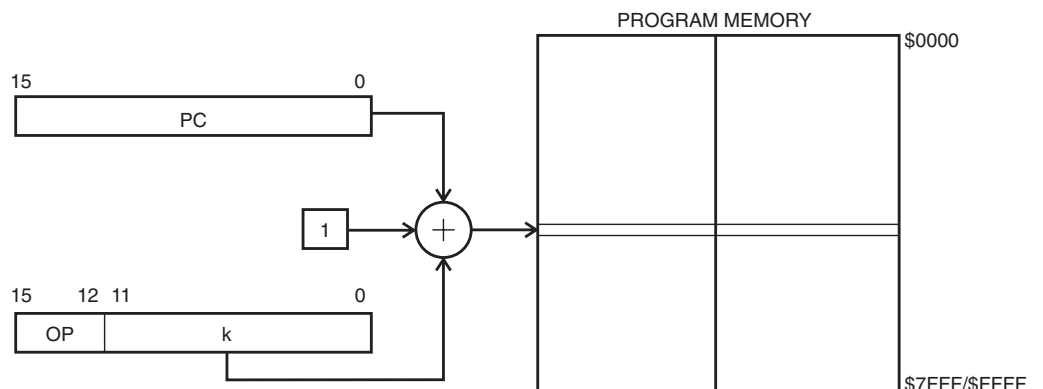 PROGRAM MEMORY
$0000
15 0
PC
1
+
15 12 11 0
OP k
$7FFF/$FFFF